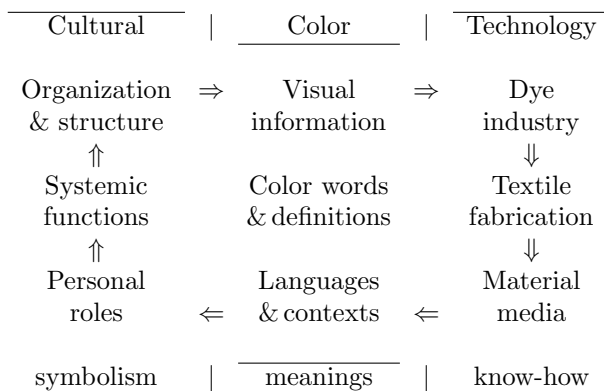 Cultural | Color | Technology
Organization ⇒ Visual ⇒ Dye
& structure information industry
⇑ ⇓
Systemic Color words Textile
functions & definitions fabrication
⇑ ⇓
Personal Languages Material
roles ⇐ & contexts ⇐ media
symbolism | meanings | know-how